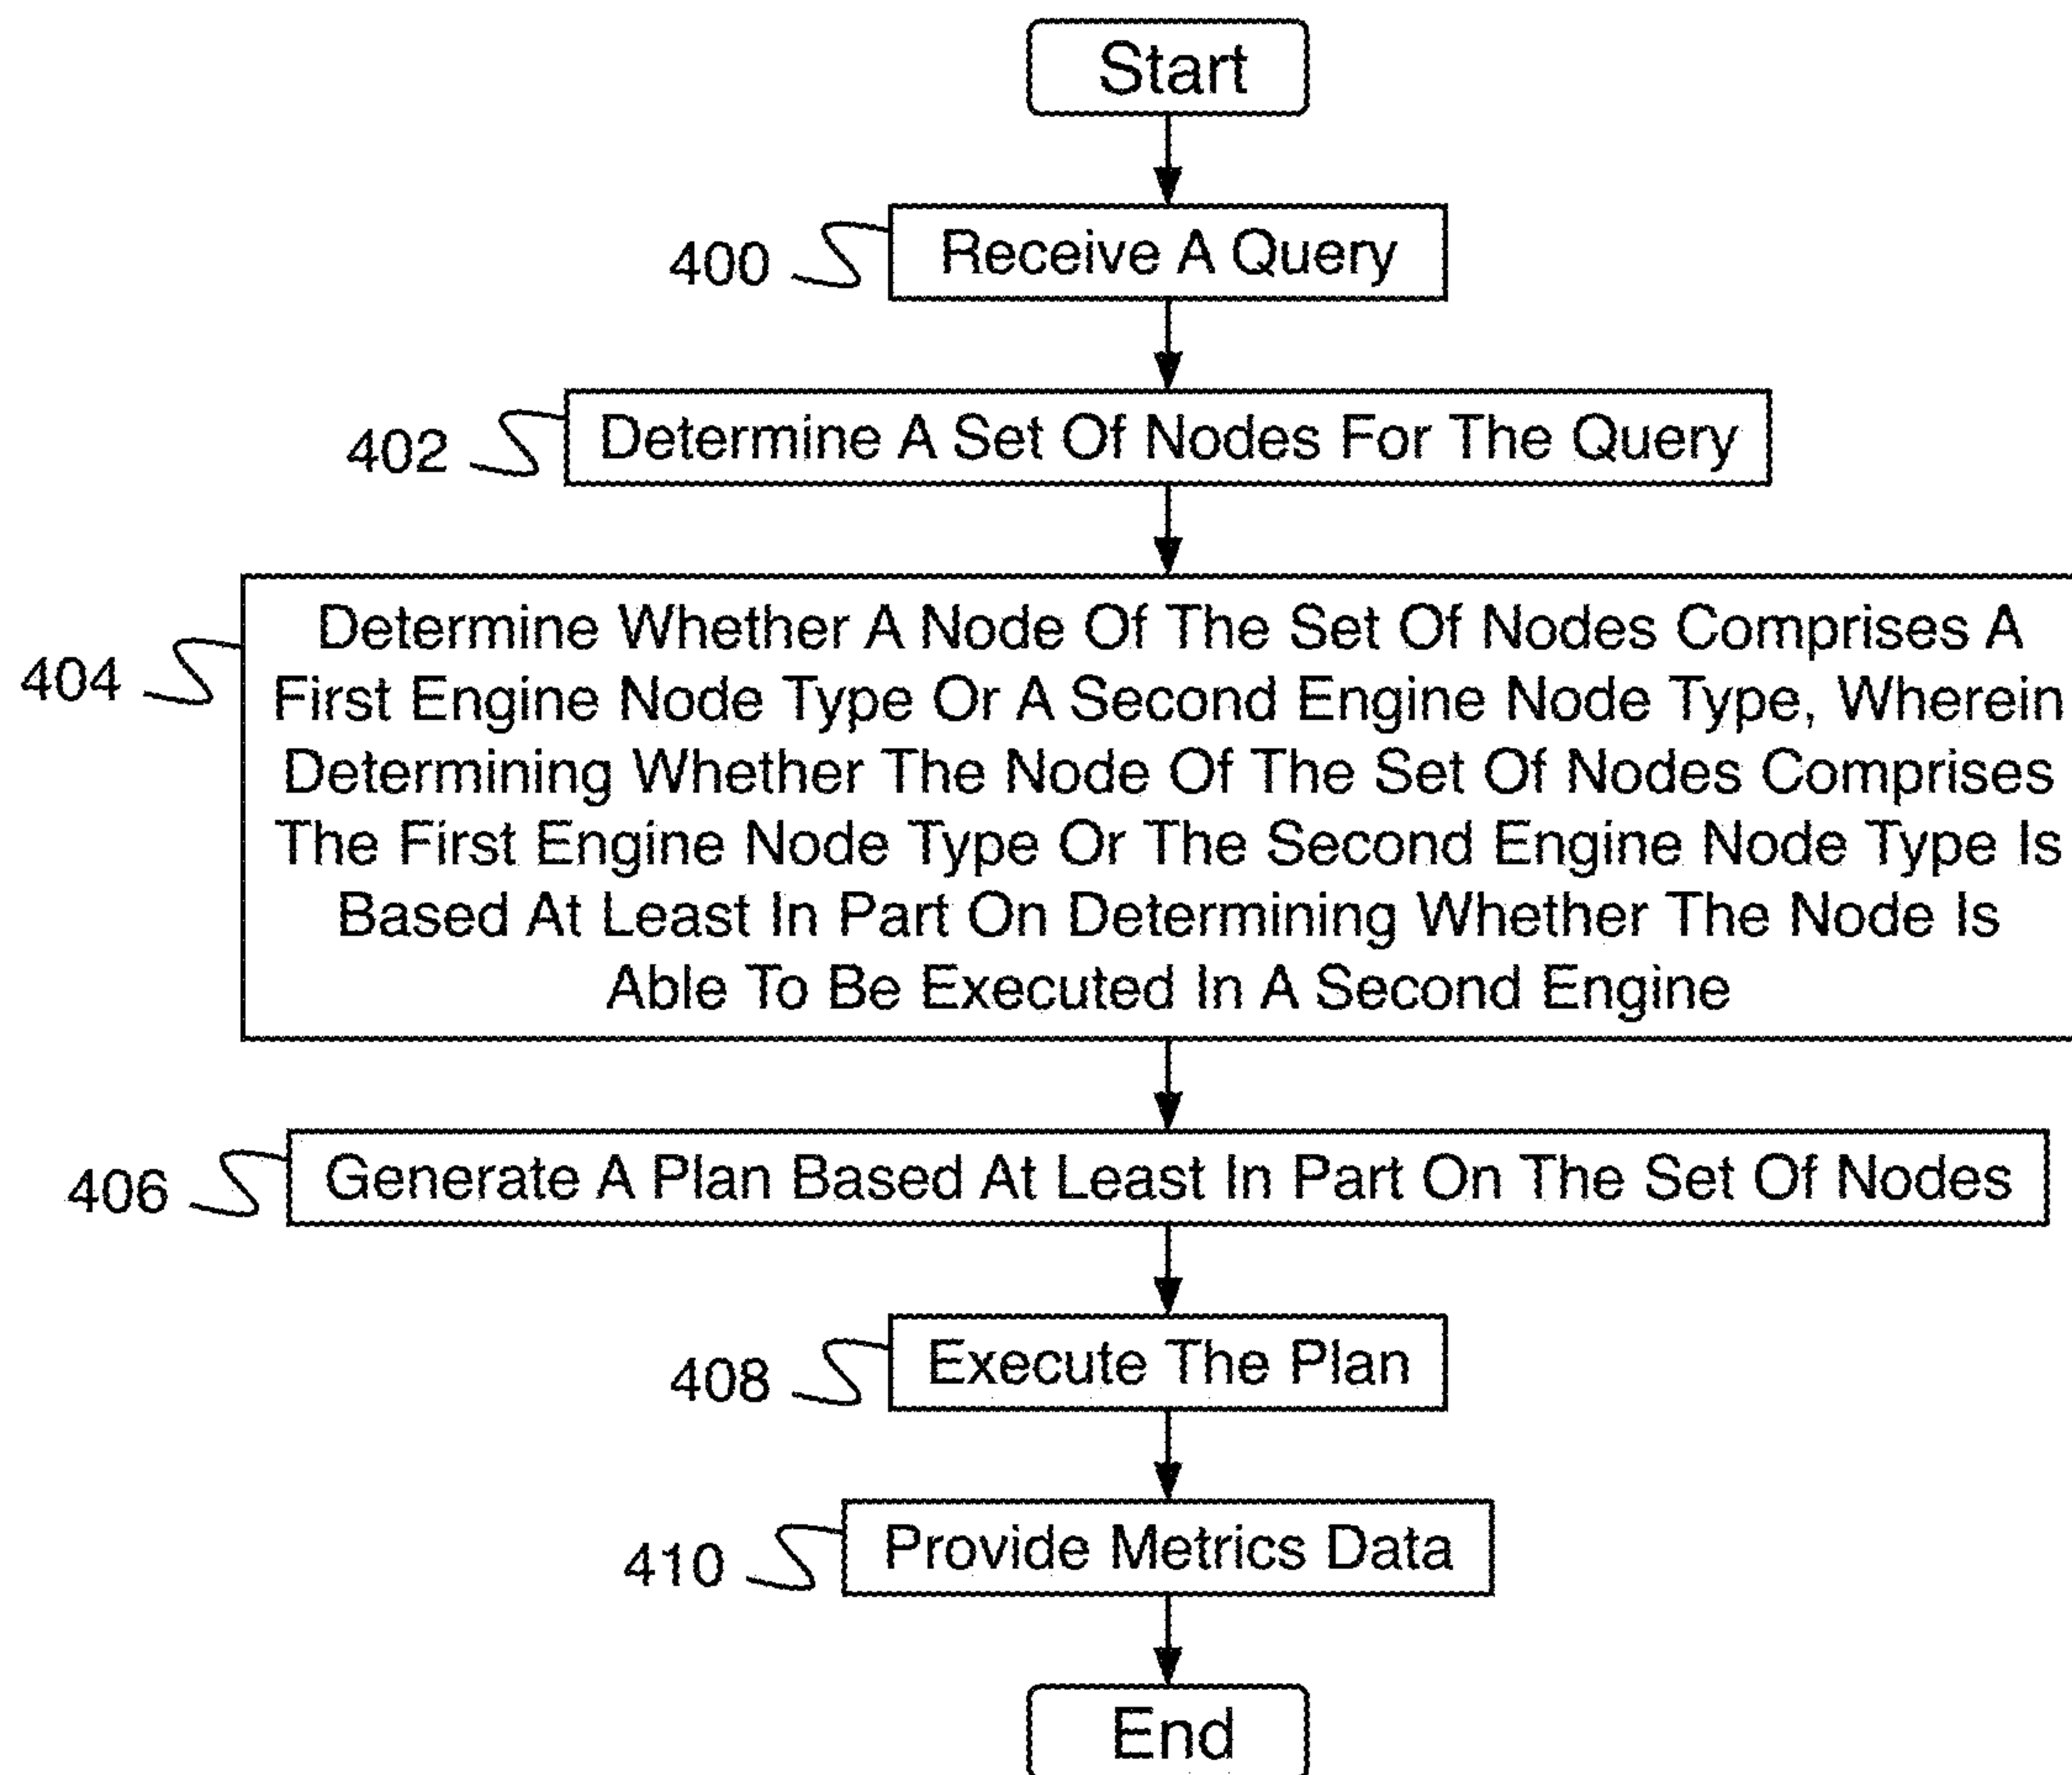 Start
400
Receive A Query
402
Determine A Set Of Nodes For The Query
404
Determine Whether A Node Of The Set Of Nodes Comprises A
First Engine Node Type Or A Second Engine Node Type, Wherein
Determining Whether The Node Of The Set Of Nodes Comprises
The First Engine Node Type Or The Second Engine Node Type Is
Based At Least In Part On Determining Whether The Node Is
Able To Be Executed In A Second Engine
406
Generate A Plan Based At Least In Part On The Set Of Nodes
408
Execute The Plan
410
Provide Metrics Data
End